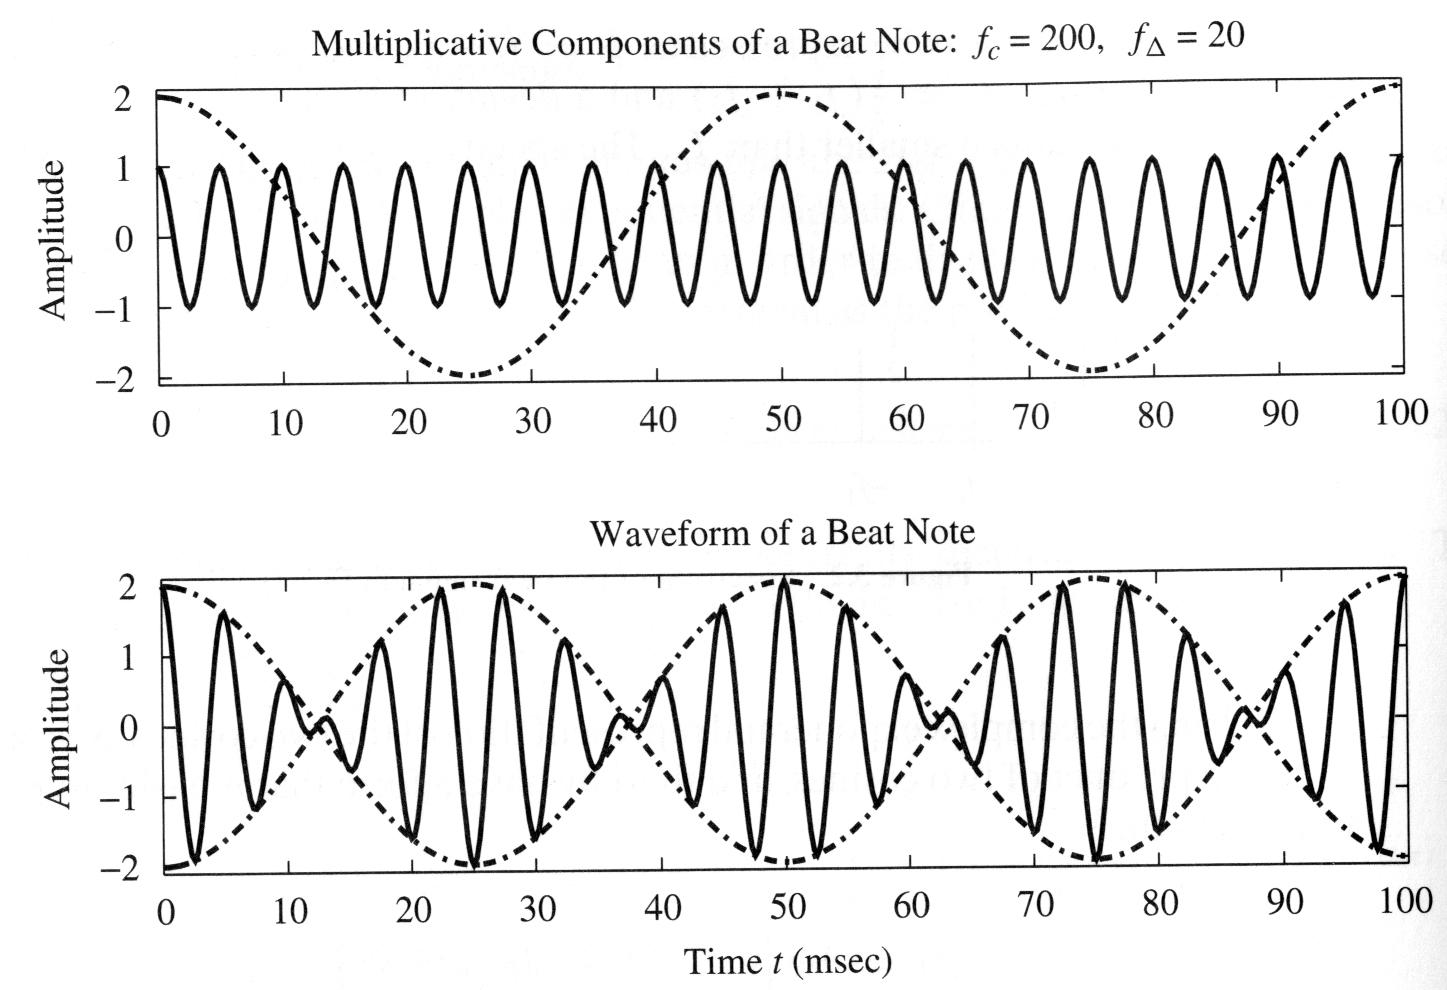 Multiplicative Components of a Beat Note: f_c = 200, f_Δ = 20
2
1
0
−1
−2
Amplitude
0 10 20 30 40 50 60 70 80 90 100
Waveform of a Beat Note
2
1
0
−1
−2
Amplitude
0 10 20 30 40 50 60 70 80 90 100
Time t (msec)